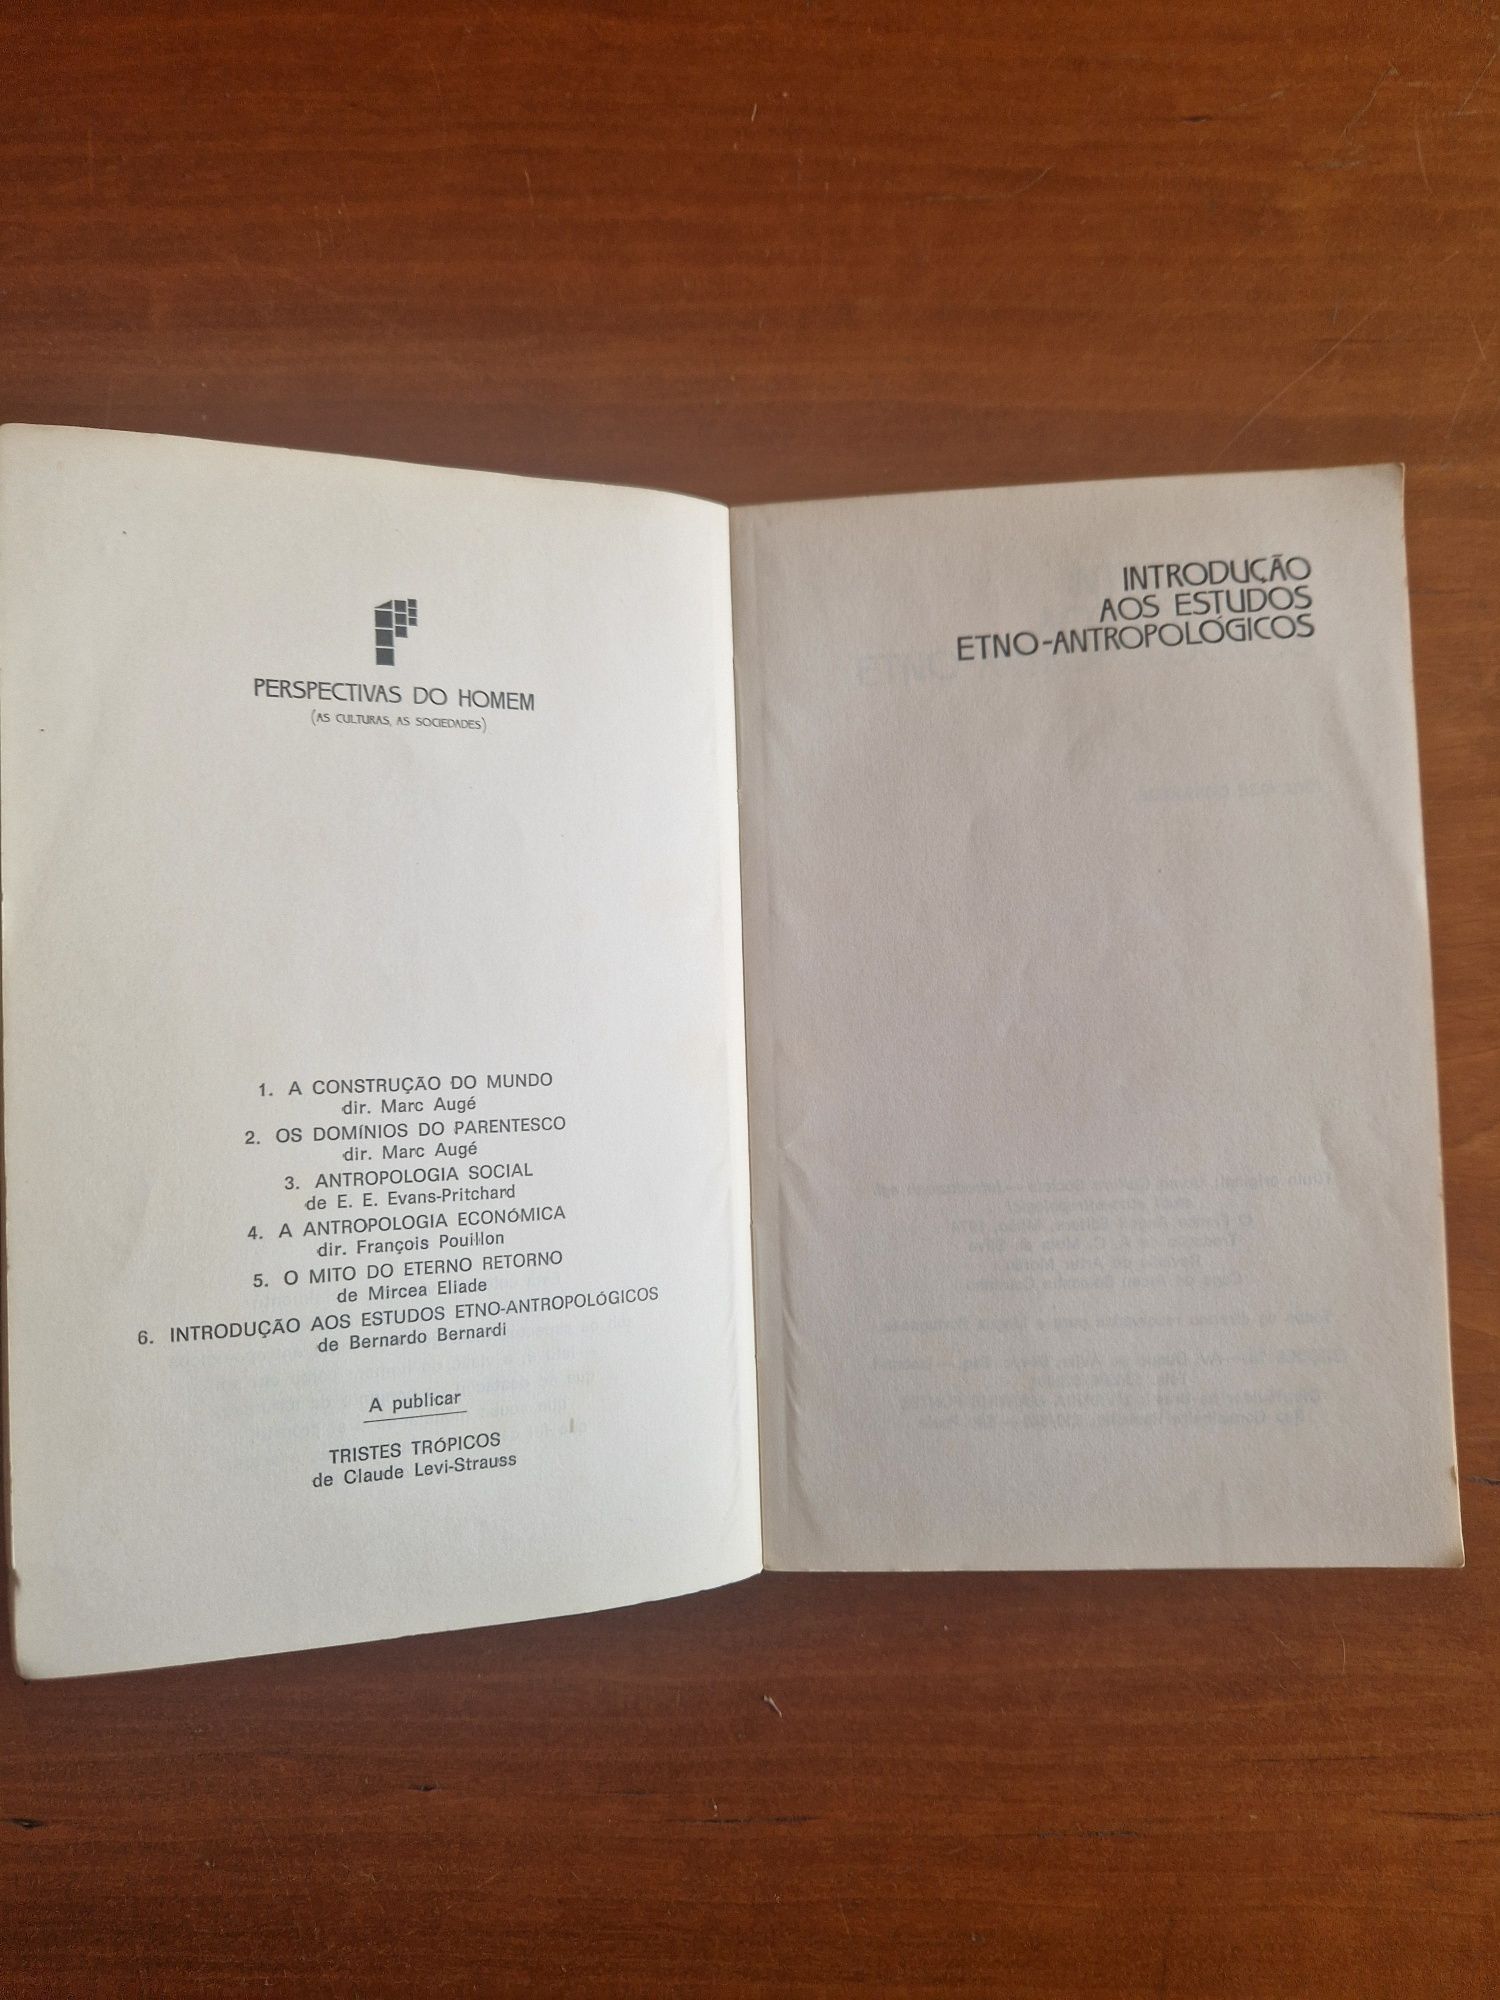 PERSPECTIVAS DO HOMEM
(AS CULTURAS, AS SOCIEDADES)
1. A CONSTRUÇÃO DO MUNDO
dir. Marc Augé
2. OS DOMÍNIOS DO PARENTESCO
dir. Marc Augé
3. ANTROPOLOGIA SOCIAL
de E. E. Evans-Pritchard
4. A ANTROPOLOGIA ECONÓMICA
dir. François Pouillon
5. O MITO DO ETERNO RETORNO
de Mircea Eliade
6. INTRODUÇÃO AOS ESTUDOS ETNO-ANTROPOLÓGICOS
de Bernardo Bernardi
A publicar
TRISTES TRÓPICOS
de Claude Levi-Strauss
INTRODUÇÃO
AOS ESTUDOS
ETNO-ANTROPOLÓGICOS